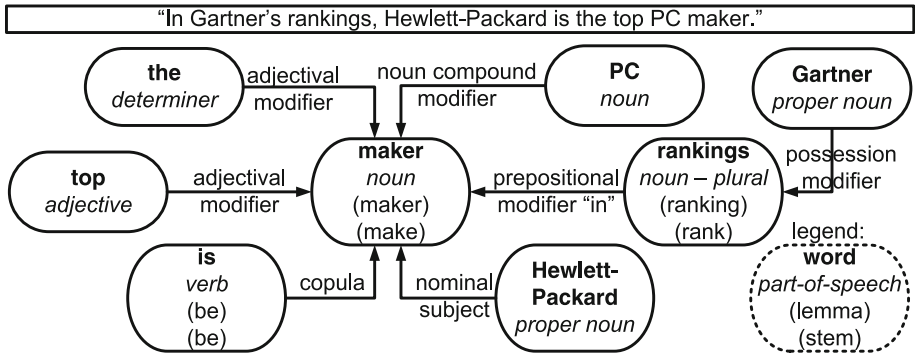 “In Gartner’s rankings, Hewlett-Packard is the top PC maker.”
the
determiner
adjectival
modifier
noun compound
modifier
PC
noun
Gartner
proper noun
top
adjective
adjectival
modifier
maker
noun
(maker)
(make)
prepositional
modifier “in”
rankings
noun – plural
(ranking)
(rank)
possession
modifier
is
verb
(be)
(be)
copula
nominal
subject
Hewlett-
Packard
proper noun
legend:
word
part-of-speech
(lemma)
(stem)